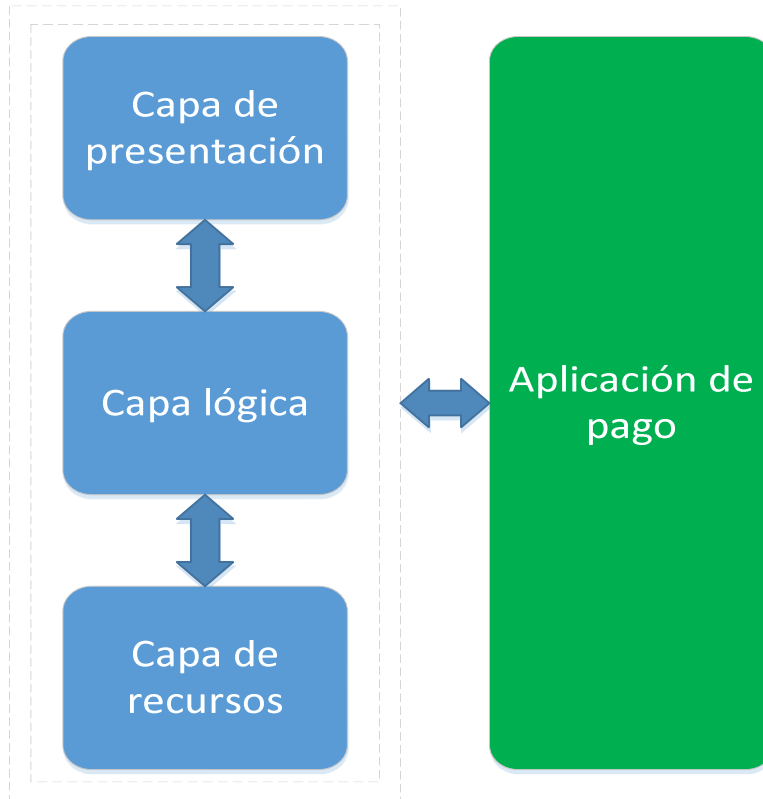 Capa de
presentación
Capa lógica
Aplicación de
pago
Capa de
recursos